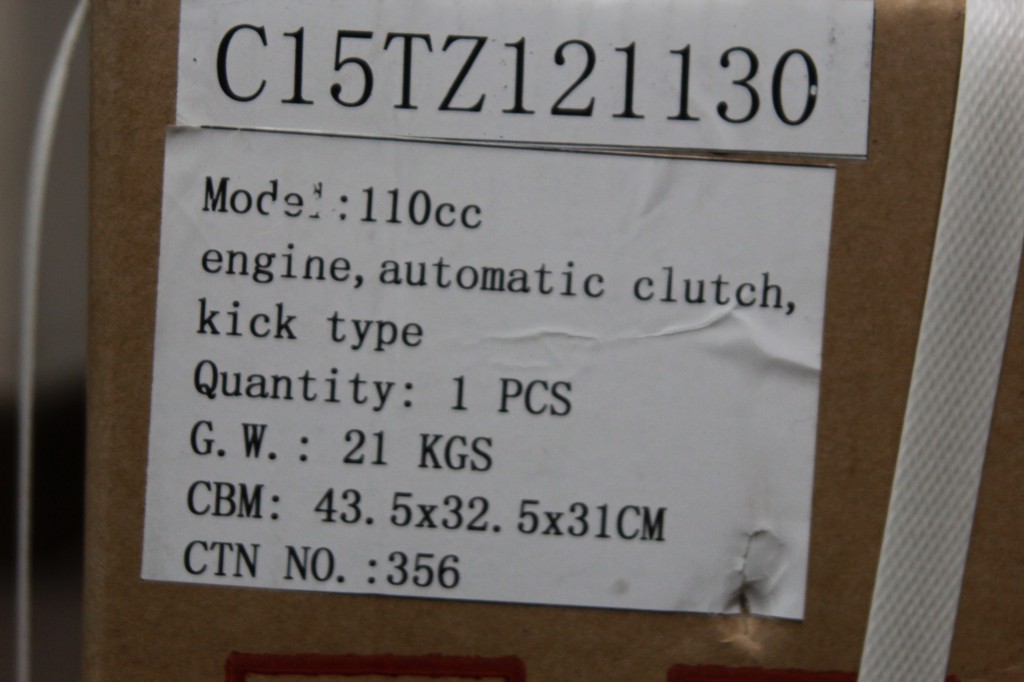 C15TZ121130
Model:110cc
engine,automatic clutch,
kick type
Quantity: 1 PCS
G.W.: 21 KGS
CBM: 43.5x32.5x31CM
CTN NO.:356